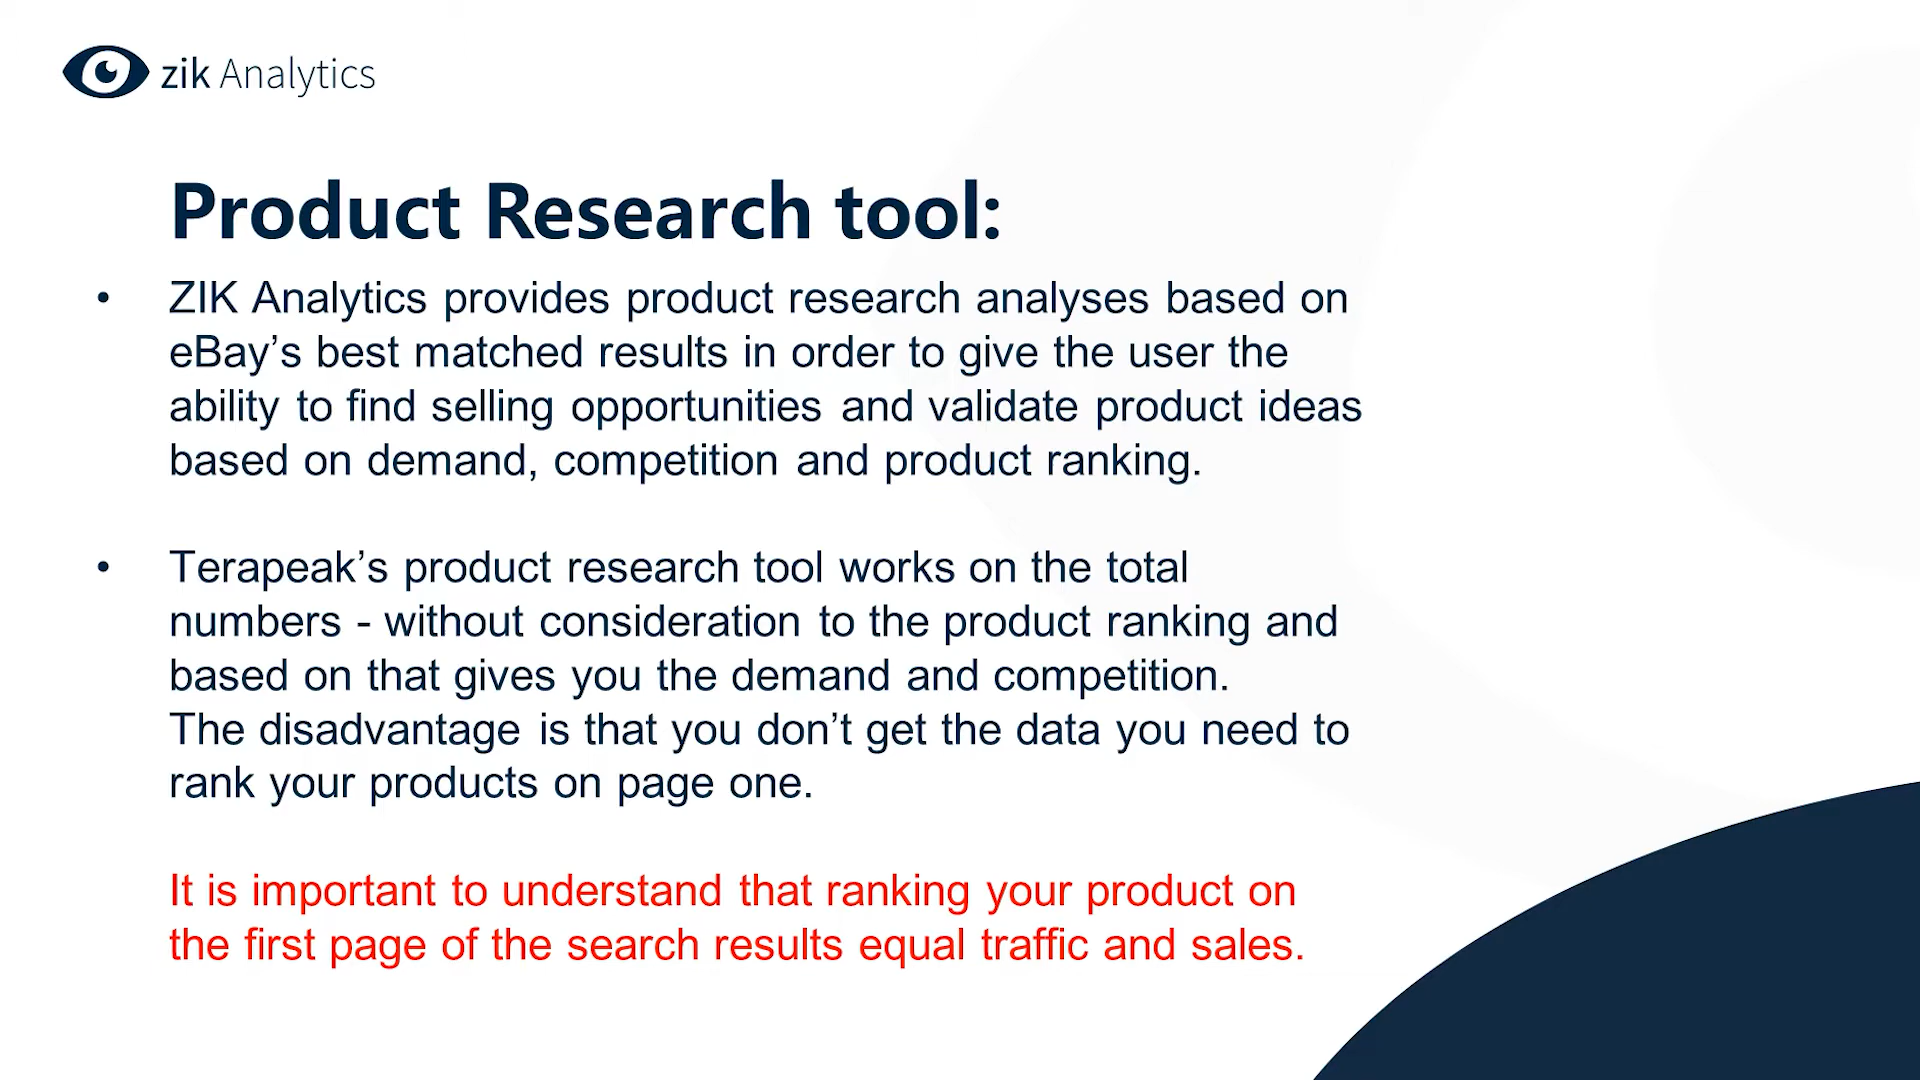 zik Analytics
Product Research tool:
• ZIK Analytics provides product research analyses based on
eBay’s best matched results in order to give the user the
ability to find selling opportunities and validate product ideas
based on demand, competition and product ranking.
• Terapeak’s product research tool works on the total
numbers - without consideration to the product ranking and
based on that gives you the demand and competition.
The disadvantage is that you don’t get the data you need to
rank your products on page one.
It is important to understand that ranking your product on
the first page of the search results equal traffic and sales.